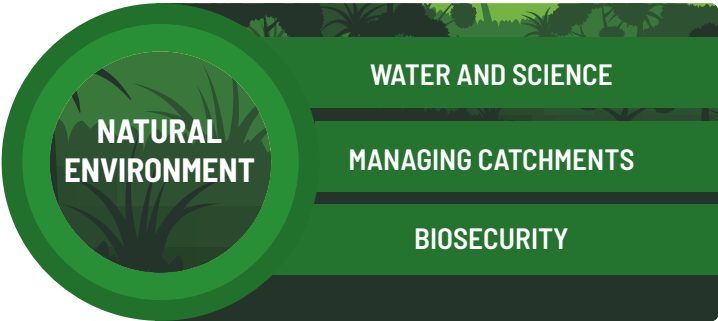 NATURAL
ENVIRONMENT
WATER AND SCIENCE
MANAGING CATCHMENTS
BIOSECURITY